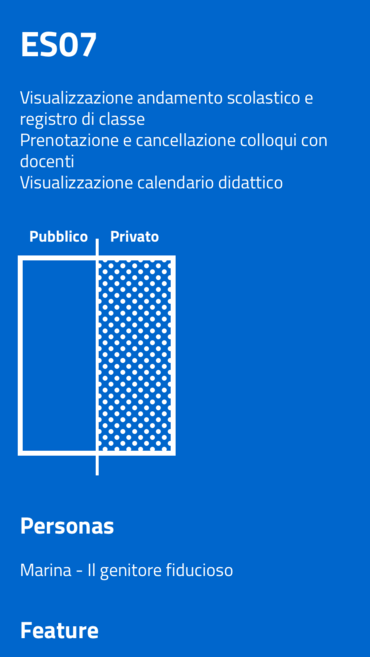 ES07
Visualizzazione andamento scolastico e
registro di classe
Prenotazione e cancellazione colloqui con
docenti
Visualizzazione calendario didattico
Pubblico Privato
Personas
Marina - Il genitore fiducioso
Feature